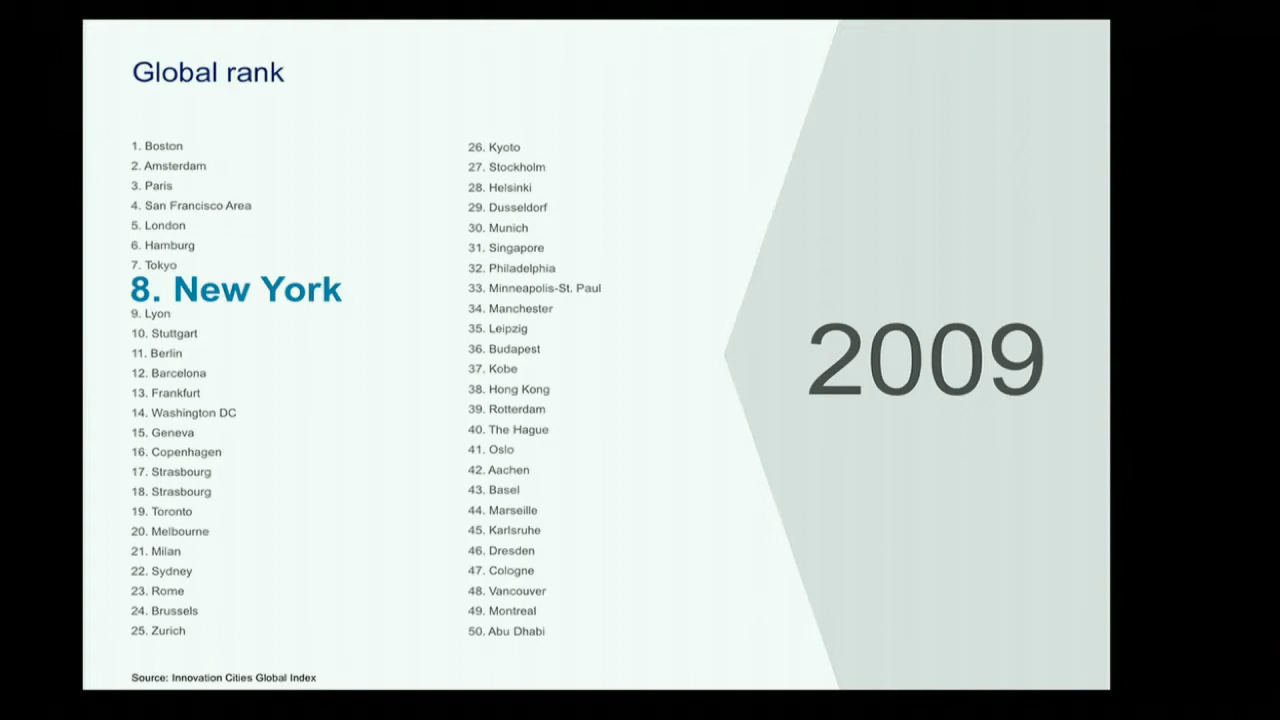 Global rank
1. Boston
2. Amsterdam
3. Paris
4. San Francisco Area
5. London
6. Hamburg
7. Tokyo
8. New York
9. Lyon
10. Stuttgart
11. Berlin
12. Barcelona
13. Frankfurt
14. Washington DC
15. Geneva
16. Copenhagen
17. Strasbourg
18. Strasbourg
19. Toronto
20. Melbourne
21. Milan
22. Sydney
23. Rome
24. Brussels
25. Zurich
26. Kyoto
27. Stockholm
28. Helsinki
29. Dusseldorf
30. Munich
31. Singapore
32. Philadelphia
33. Minneapolis-St. Paul
34. Manchester
35. Leipzig
36. Budapest
37. Kobe
38. Hong Kong
39. Rotterdam
40. The Hague
41. Oslo
42. Aachen
43. Basel
44. Marseille
45. Karlsruhe
46. Dresden
47. Cologne
48. Vancouver
49. Montreal
50. Abu Dhabi
2009
Source: Innovation Cities Global Index